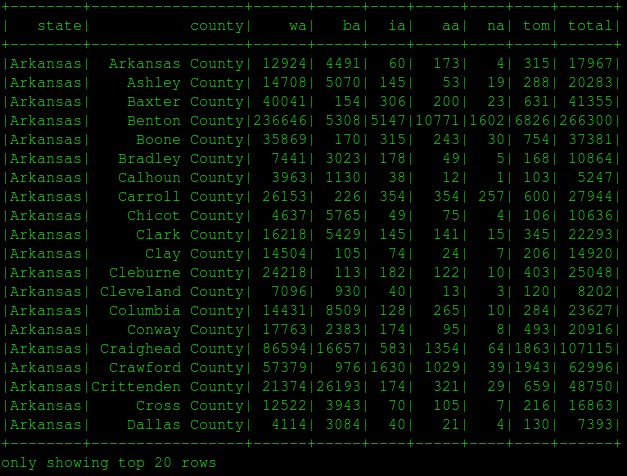 +--------+-----------------+------+-----+----+-----+----+----+------+
|   state|           county|    wa|   ba|  ia|   aa|  na| tom| total|
+--------+-----------------+------+-----+----+-----+----+----+------+
|Arkansas|  Arkansas County| 12924| 4491|  60|  173|   4| 315| 17967|
|Arkansas|    Ashley County| 14708| 5070| 145|   53|  19| 288| 20283|
|Arkansas|    Baxter County| 40041|  154| 306|  200|  23| 631| 41355|
|Arkansas|    Benton County|236646| 5308|5147|10771|1602|6826|266300|
|Arkansas|     Boone County| 35869|  170| 315|  243|  30| 754| 37381|
|Arkansas|   Bradley County|  7441| 3023| 178|   49|   5| 168| 10864|
|Arkansas|   Calhoun County|  3963| 1130|  38|   12|   1| 103|  5247|
|Arkansas|   Carroll County| 26153|  226| 354|  354| 257| 600| 27944|
|Arkansas|    Chicot County|  4637| 5765|  49|   75|   4| 106| 10636|
|Arkansas|     Clark County| 16218| 5429| 145|  141|  15| 345| 22293|
|Arkansas|      Clay County| 14504|  105|  74|   24|   7| 206| 14920|
|Arkansas|  Cleburne County| 24218|  113| 182|  122|  10| 403| 25048|
|Arkansas| Cleveland County|  7096|  930|  40|   13|   3| 120|  8202|
|Arkansas|  Columbia County| 14431| 8509| 128|  265|  10| 284| 23627|
|Arkansas|    Conway County| 17763| 2383| 174|   95|   8| 493| 20916|
|Arkansas| Craighead County| 86594|16657| 583| 1354|  64|1863|107115|
|Arkansas|  Crawford County| 57379|  976|1630| 1029|  39|1943| 62996|
|Arkansas|Crittenden County| 21374|26193| 174|  321|  29| 659| 48750|
|Arkansas|     Cross County| 12522| 3943|  70|  105|   7| 216| 16863|
|Arkansas|    Dallas County|  4114| 3084|  40|   21|   4| 130|  7393|
+--------+-----------------+------+-----+----+-----+----+----+------+
only showing top 20 rows